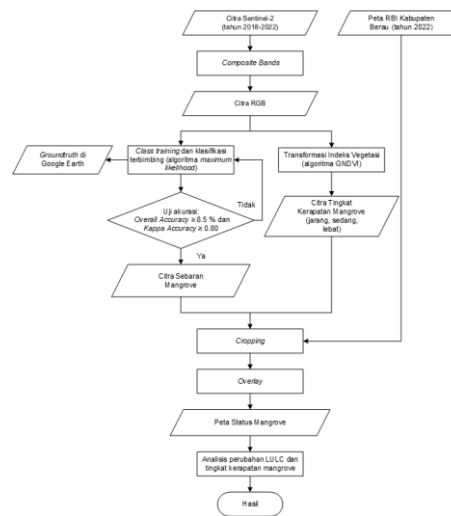 Citra Sentinel-2
(tahun 2018-2022)
Peta RBI Kabupaten
Berau (tahun 2022)
Composite Bands
Citra RGB
Groundtruth di
Google Earth
Class training dan klasifikasi
terbimbing (algoritma maximum
likelihood)
Transformasi Indeks Vegetasi
(algoritma GNDVI)
Uji akurasi:
Overall Accuracy ≥ 8.5 % dan
Kappa Accuracy ≥ 0.80
Tidak
Ya
Citra Tingkat
Kerapatan Mangrove
(jarang, sedang,
lebat)
Citra Sebaran
Mangrove
Cropping
Overlay
Peta Status Mangrove
Analisis perubahan LULC dan
tingkat kerapatan mangrove
Hasil